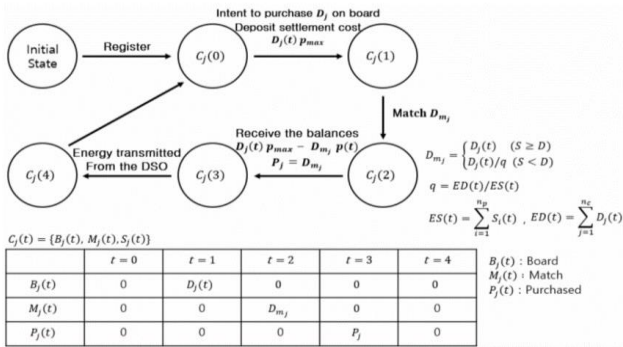 Initial
State
Register
C_j(0)
Intent to purchase D_j on board
Deposit settlement cost
D_j(t) p_max
C_j(1)
Match D_mj
C_j(2)
Receive the balances
D_j(t) p_max − D_mj p(t)
P_j = D_mj
C_j(3)
Energy transmitted
From the DSO
C_j(4)
D_mj = { D_j(t) (S ≥ D)
D_j(t)/q (S < D)
q = ED(t)/ES(t)
ES(t) = ∑_{i=1}^{n_p} S_i(t) , ED(t) = ∑_{j=1}^{n_c} D_j(t)
C_j(t) = {B_j(t), M_j(t), S_j(t)}
t = 0 t = 1 t = 2 t = 3 t = 4
B_j(t) 0 D_j(t) 0 0 0
M_j(t) 0 0 D_mj 0 0
P_j(t) 0 0 0 P_j 0
B_j(t) : Board
M_j(t) : Match
P_j(t) : Purchased